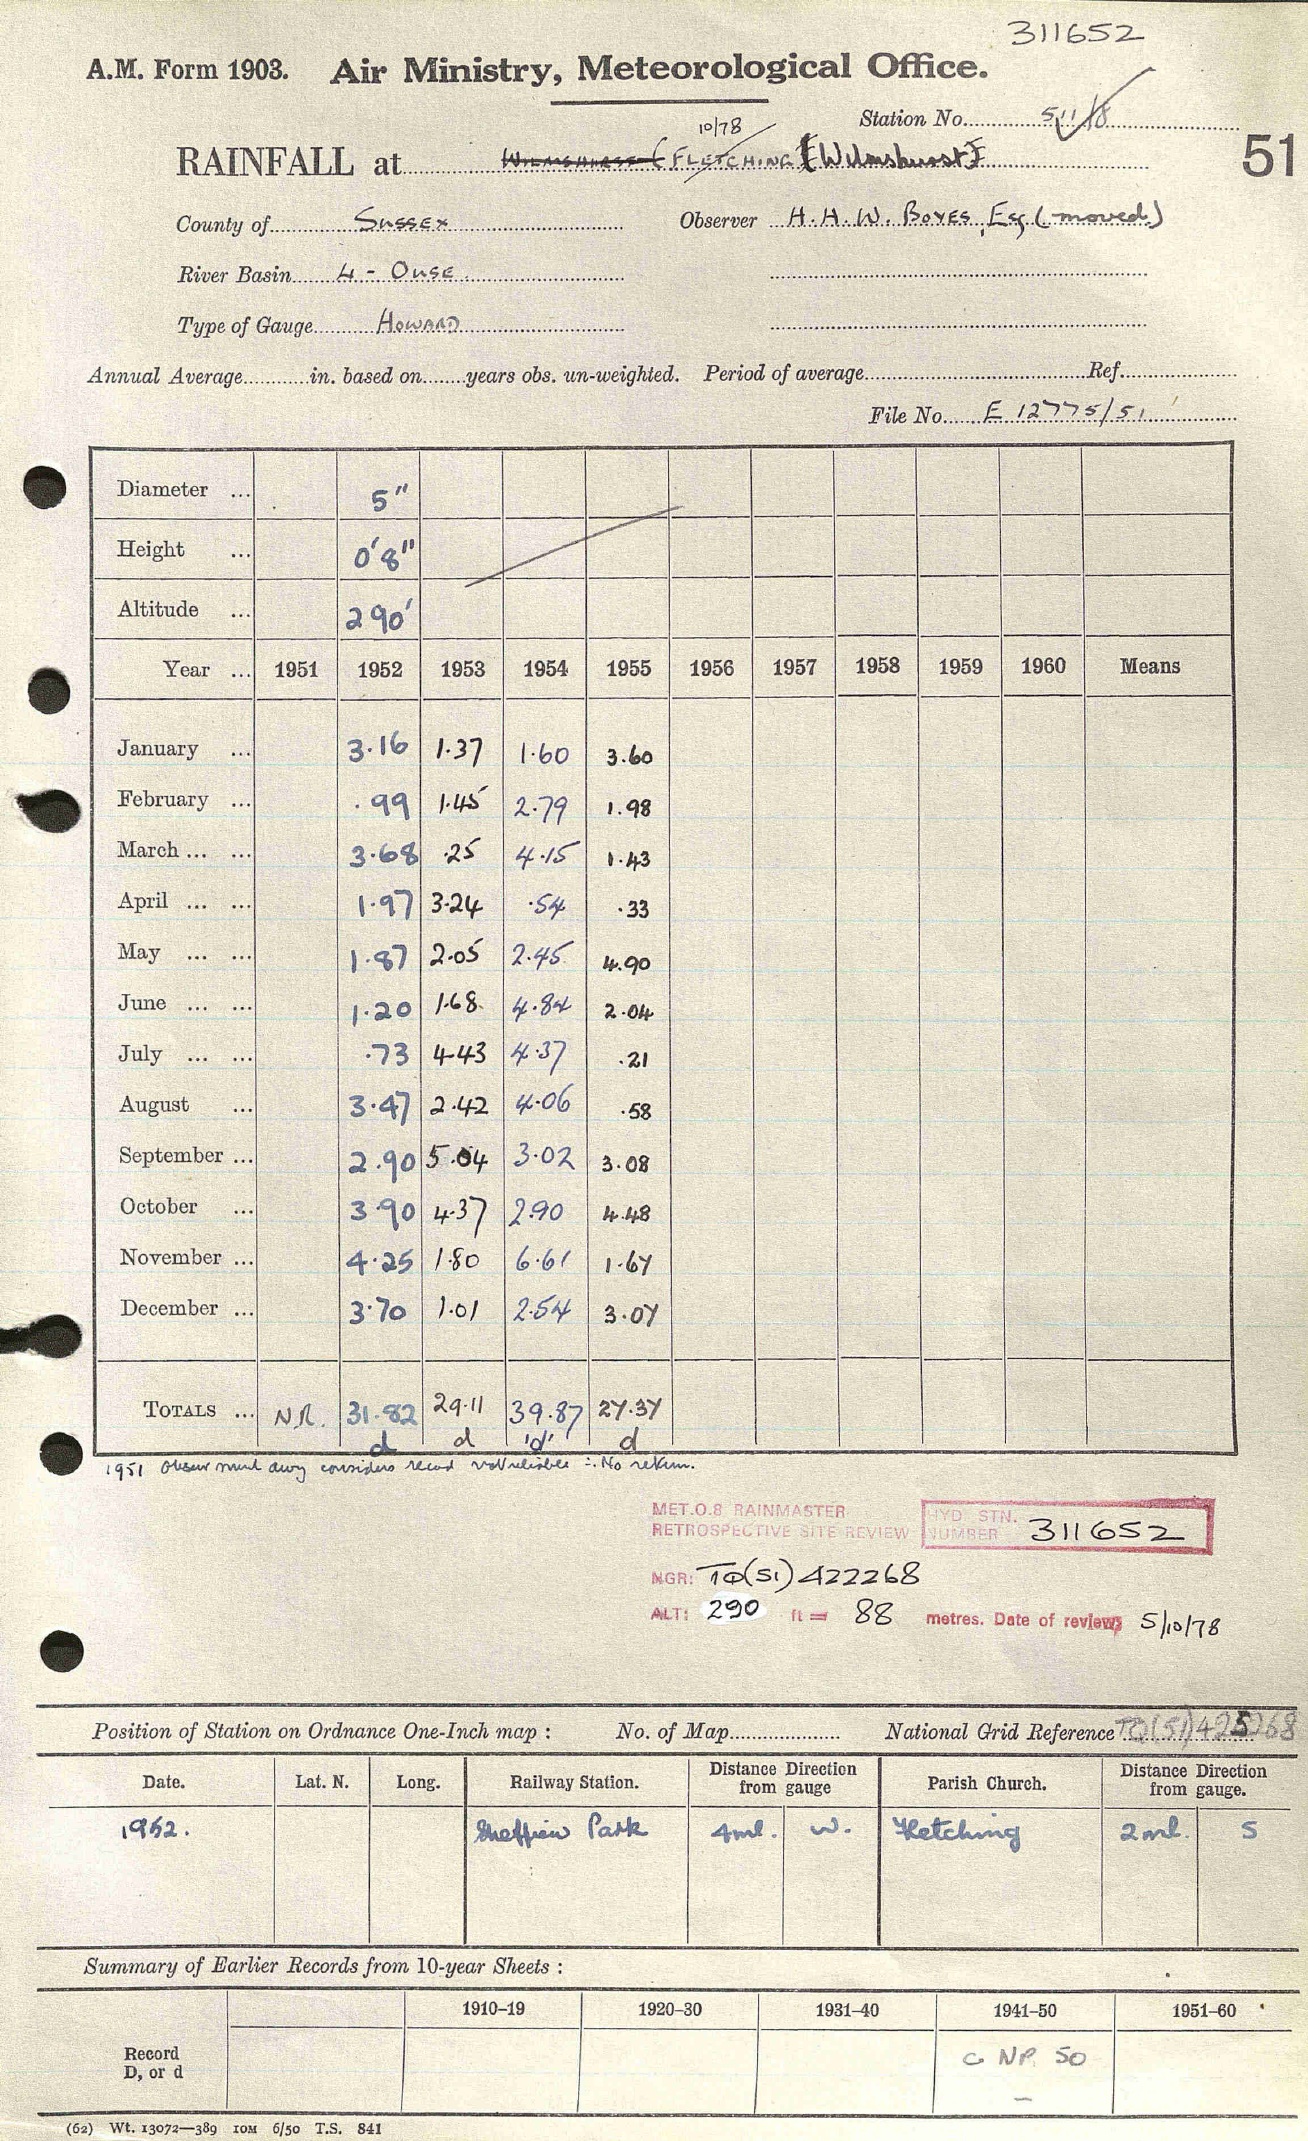 311652
A.M. Form 1903. Air Ministry, Meteorological Office.
Station No. 511/8
10/78
RAINFALL at Wilmshurst (Fletching) [Wilmshurst]
51
County of Sussex Observer H. H. W. Boyes, Esq (moved)
River Basin 4 - Ouse
Type of Gauge Howard
Annual Average in. based on years obs. un-weighted. Period of average Ref.
File No. E 12775/51
Diameter ... 5"
Height ... 0'8"
Altitude ... 290'
Year ... 1951 1952 1953 1954 1955 1956 1957 1958 1959 1960 Means
January ... 3.16 1.37 1.60 3.60
February ... .99 1.45 2.79 1.98
March ... ... 3.68 .25 4.15 1.43
April ... ... 1.97 3.24 .54 .33
May ... ... 1.87 2.05 2.45 4.90
June ... ... 1.20 1.68 4.84 2.04
July ... ... .73 4.43 4.37 .21
August ... 3.47 2.42 4.06 .58
September ... 2.90 5.04 3.02 3.08
October ... 3.90 4.37 2.90 4.48
November ... 4.25 1.80 6.61 1.67
December ... 3.70 1.01 2.54 3.07
Totals ... N.R. 31.82 29.11 39.87 27.37
d d 'd' d
1951 Obser much away considers record not reliable ∴ No return.
MET.O.8 RAINMASTER
RETROSPECTIVE SITE REVIEW
HYD STN. NUMBER 311652
NGR: TQ(51)422268
ALT: 290 ft = 88 metres. Date of review; 5/10/78
Position of Station on Ordnance One-Inch map : No. of Map National Grid Reference TQ(51)425268
Date. Lat. N. Long. Railway Station. Distance Direction from gauge Parish Church. Distance Direction from gauge.
1952. Sheffield Park 4ml. W. Fletching 2ml. S
Summary of Earlier Records from 10-year Sheets :
1910–19 1920–30 1931–40 1941–50 1951–60
Record
D, or d
C NP 50
–
(62) Wt. 13072—389 10M 6/50 T.S. 841